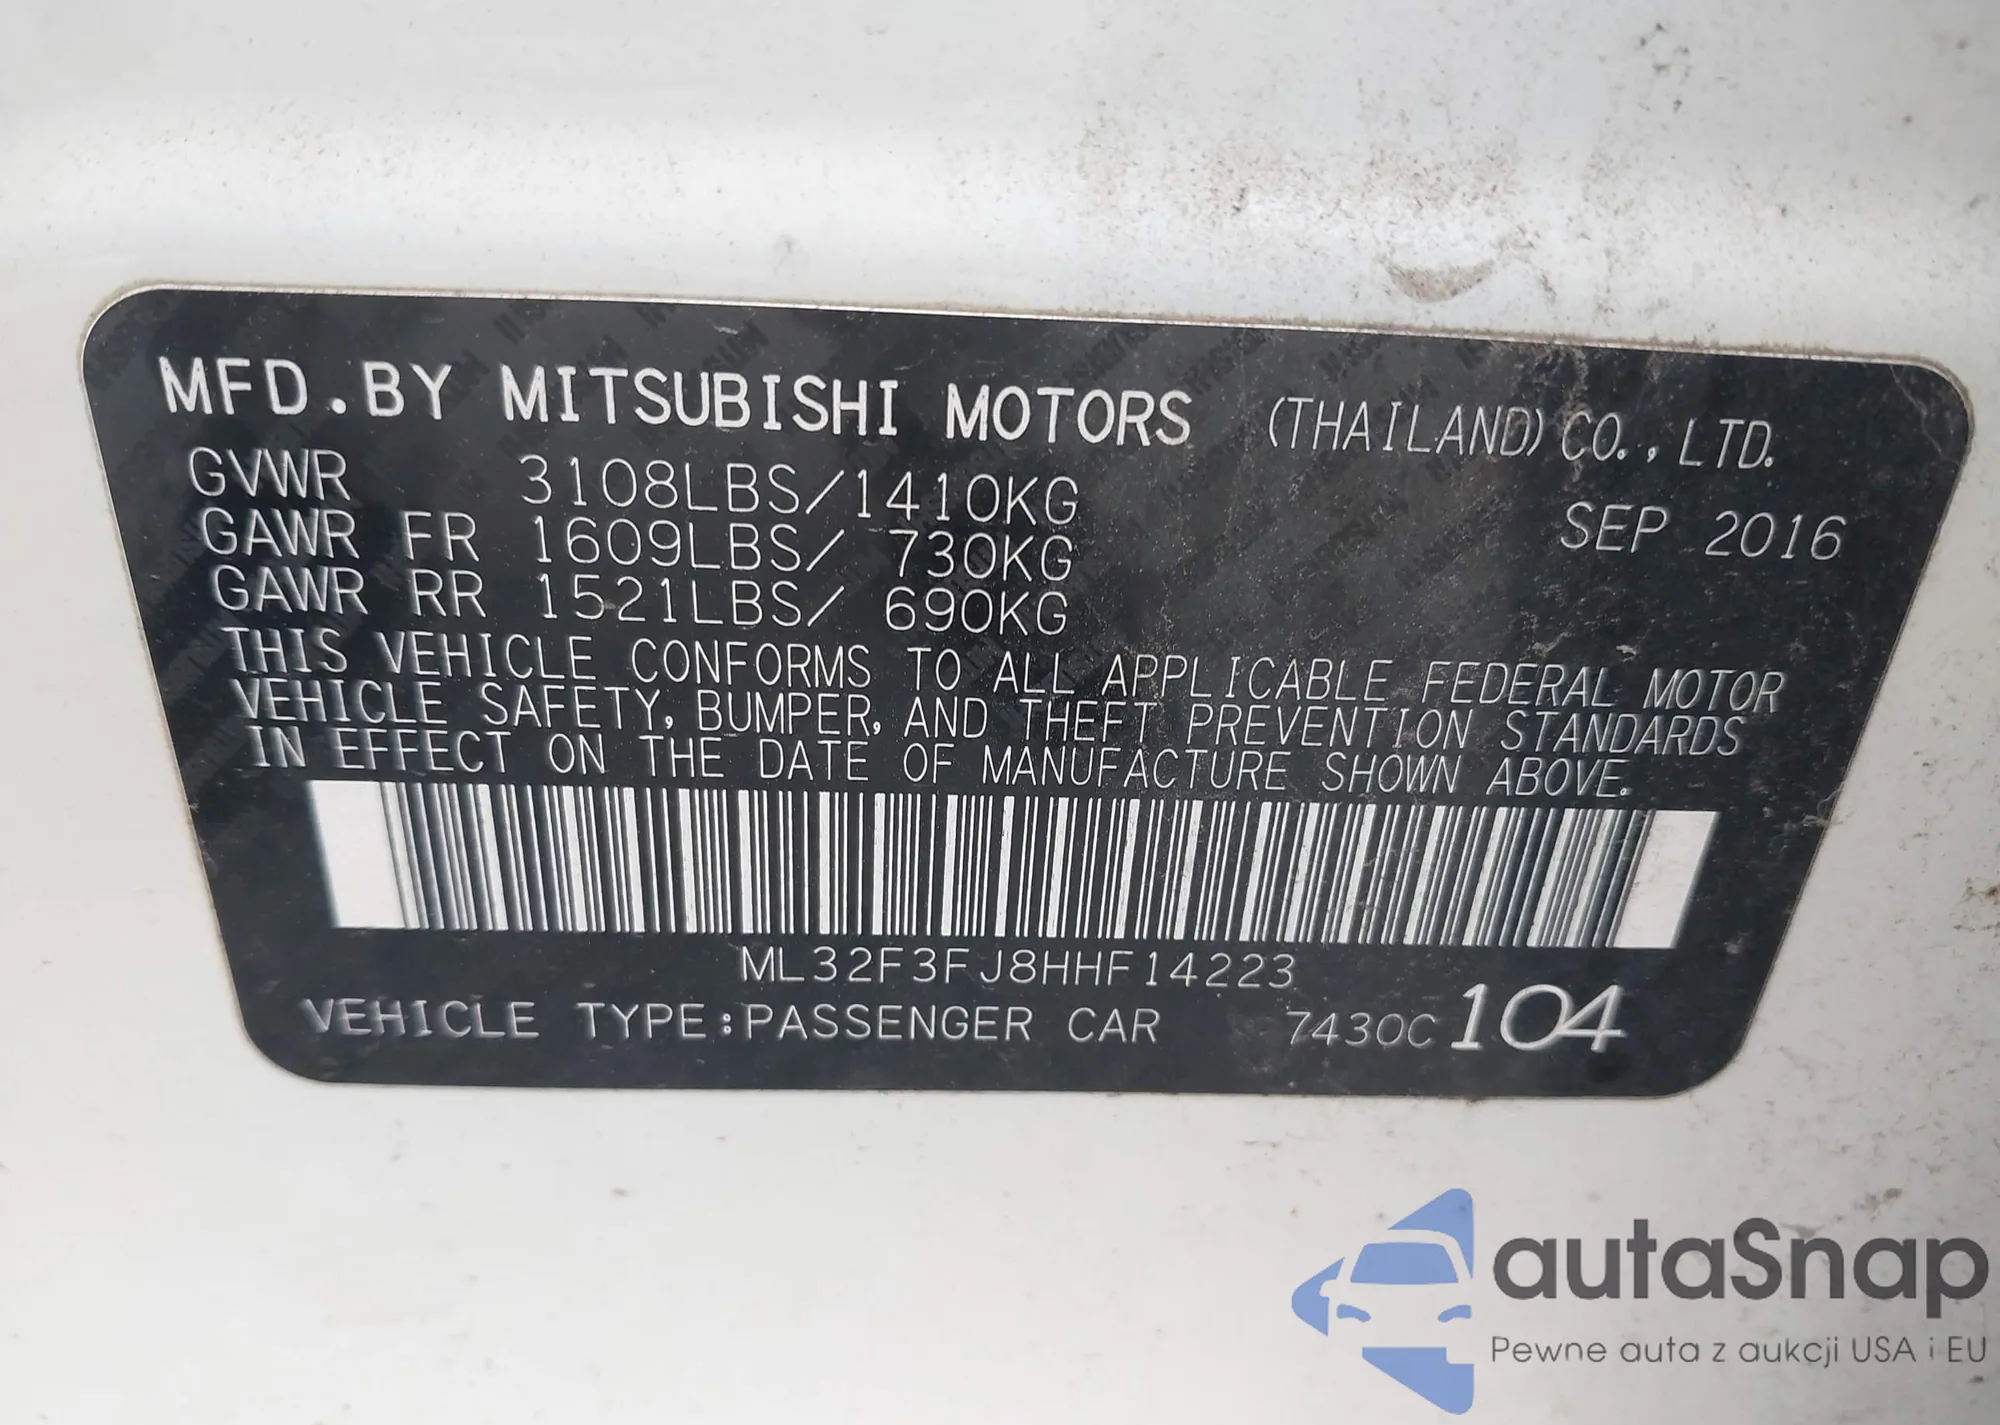 MFD.BY MITSUBISHI MOTORS (THAILAND) CO., LTD.
GVWR 3108LBS/1410KG
SEP 2016
GAWR FR 1609LBS/ 730KG
GAWR RR 1521LBS/ 690KG
THIS VEHICLE CONFORMS TO ALL APPLICABLE FEDERAL MOTOR
VEHICLE SAFETY, BUMPER, AND THEFT PREVENTION STANDARDS
IN EFFECT ON THE DATE OF MANUFACTURE SHOWN ABOVE.
ML32F3FJ8HHF14223
VEHICLE TYPE:PASSENGER CAR 7430C 104
autaSnap
Pewne auta z aukcji USA i EU